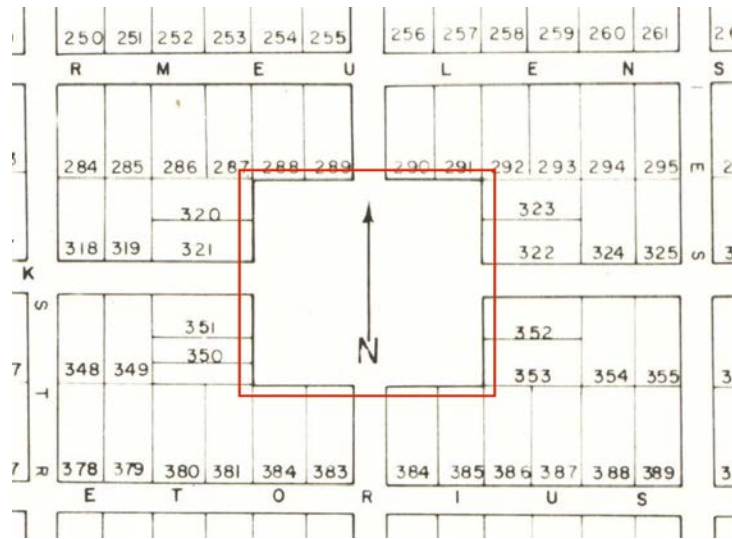 250 251 252 253 254 255 256 257 258 259 260 261
R M E U L E N S
284 285 286 287 288 289 290 291 292 293 294 295 E
320 323
318 319 321 322 324 325 S
K
S
351 352
N
350
348 349 353 354 355
T
378 379 380 381 384 383 384 385 386 387 388 389
R
E T O R I U S